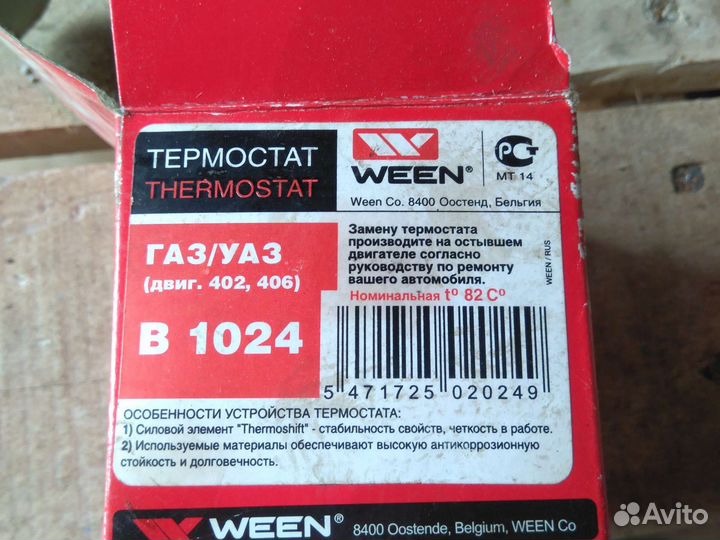 ТЕРМОСТАТ
THERMOSTAT
WEEN®
РСТ
МТ 14
Ween Co. 8400 Оостенд, Бельгия
ГАЗ/УАЗ
(двиг. 402, 406)
В 1024
Замену термостата
производите на остывшем
двигателе согласно
руководству по ремонту
вашего автомобиля.
Номинальная t° 82 C°
WEEN / RUS
5 471725 020249
ОСОБЕННОСТИ УСТРОЙСТВА ТЕРМОСТАТА:
1) Силовой элемент "Thermoshift" - стабильность свойств, четкость в работе.
2) Используемые материалы обеспечивают высокую антикоррозионную
стойкость и долговечность.
WEEN® 8400 Oostende, Belgium, WEEN Co
Avito